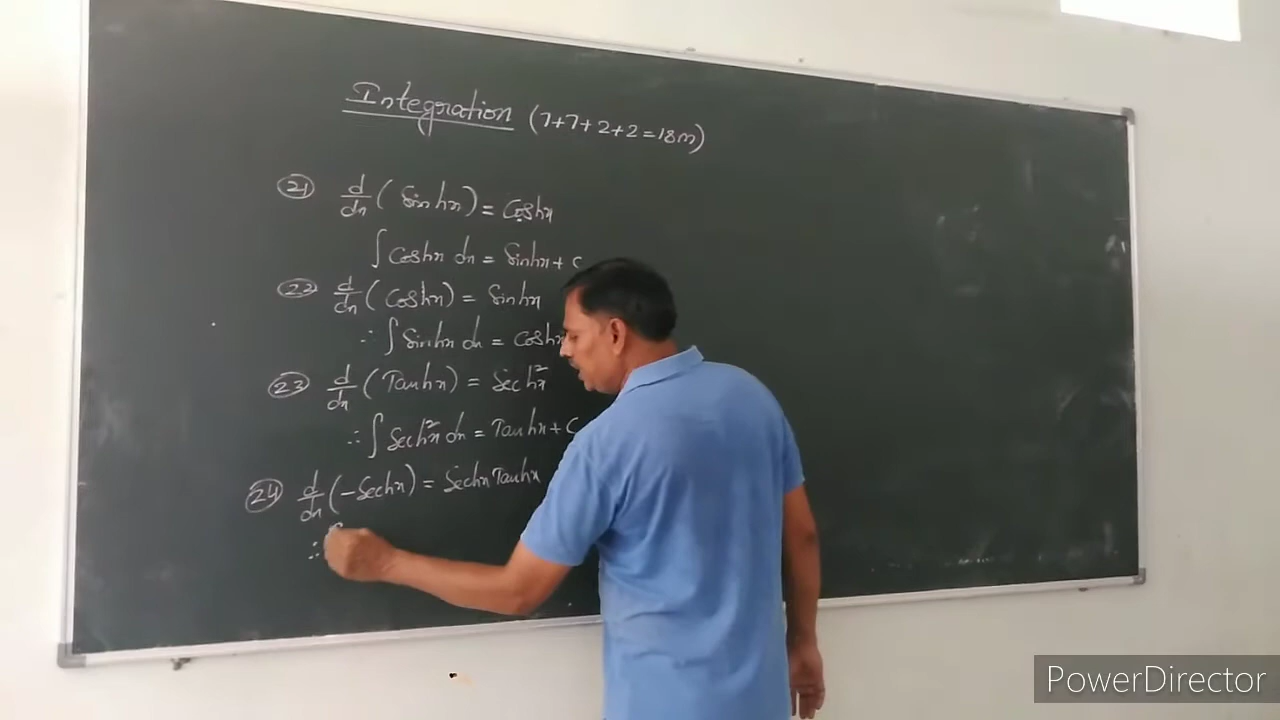 Integration (7+7+2+2=18m)
21 d/dx (Sinhx) = Coshx
∫ Coshx dx = Sinhx + c
22 d/dx (Coshx) = Sinhx
∴ ∫ Sinhx dx = Coshx
23 d/dx (Tanhx) = Sech²x
∴ ∫ Sech²x dx = Tanhx + c
24 d/dx (-Sechx) = Sechx Tanhx
∴ ∫
PowerDirector